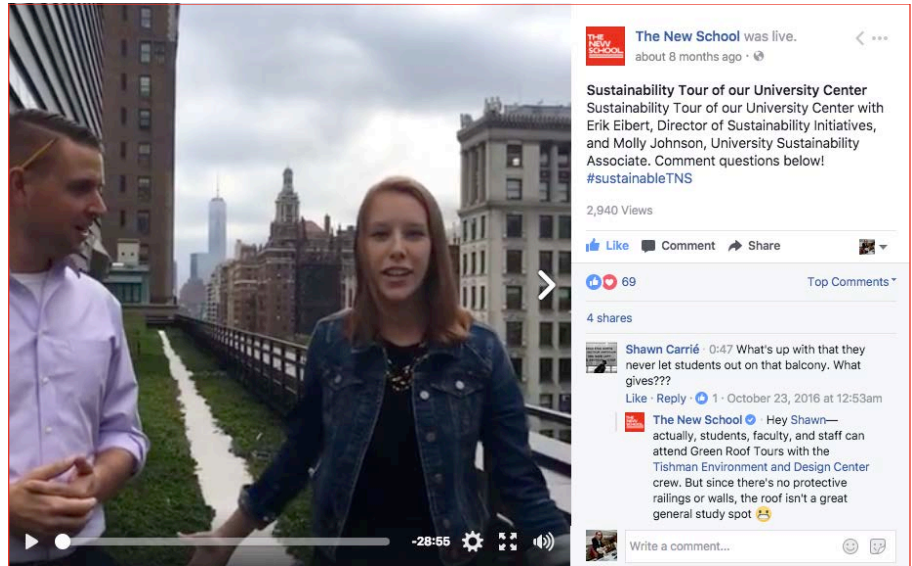 THE
NEW
SCHOOL
The New School was live.
about 8 months ago ·
Sustainability Tour of our University Center
Sustainability Tour of our University Center with
Erik Eibert, Director of Sustainability Initiatives,
and Molly Johnson, University Sustainability
Associate. Comment questions below!
#sustainableTNS
2,940 Views
Like Comment Share
69 Top Comments
4 shares
Shawn Carrié · 0:47 What's up with that they
never let students out on that balcony. What
gives???
Like · Reply · 1 · October 23, 2016 at 12:53am
The New School · Hey Shawn—
actually, students, faculty, and staff can
attend Green Roof Tours with the
Tishman Environment and Design Center
crew. But since there's no protective
railings or walls, the roof isn't a great
general study spot
Write a comment...
-28:55